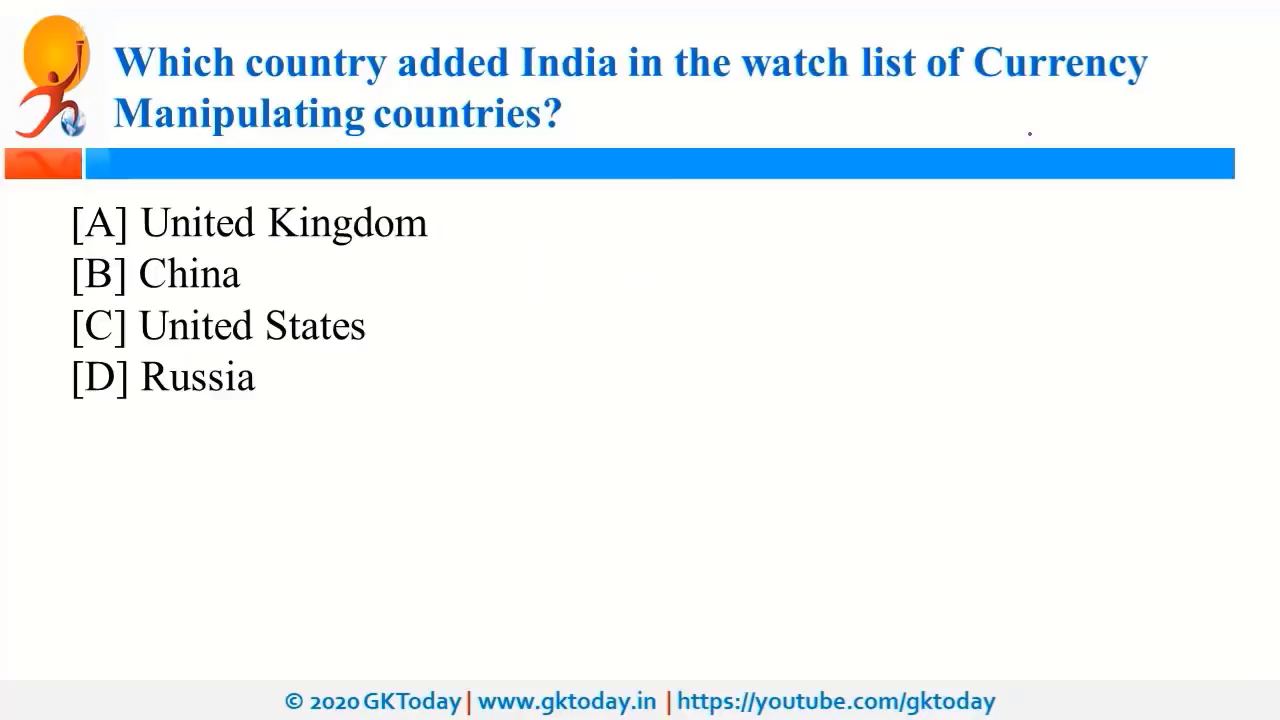 Which country added India in the watch list of Currency
Manipulating countries?
[A] United Kingdom
[B] China
[C] United States
[D] Russia
© 2020 GKToday | www.gktoday.in | https://youtube.com/gktoday